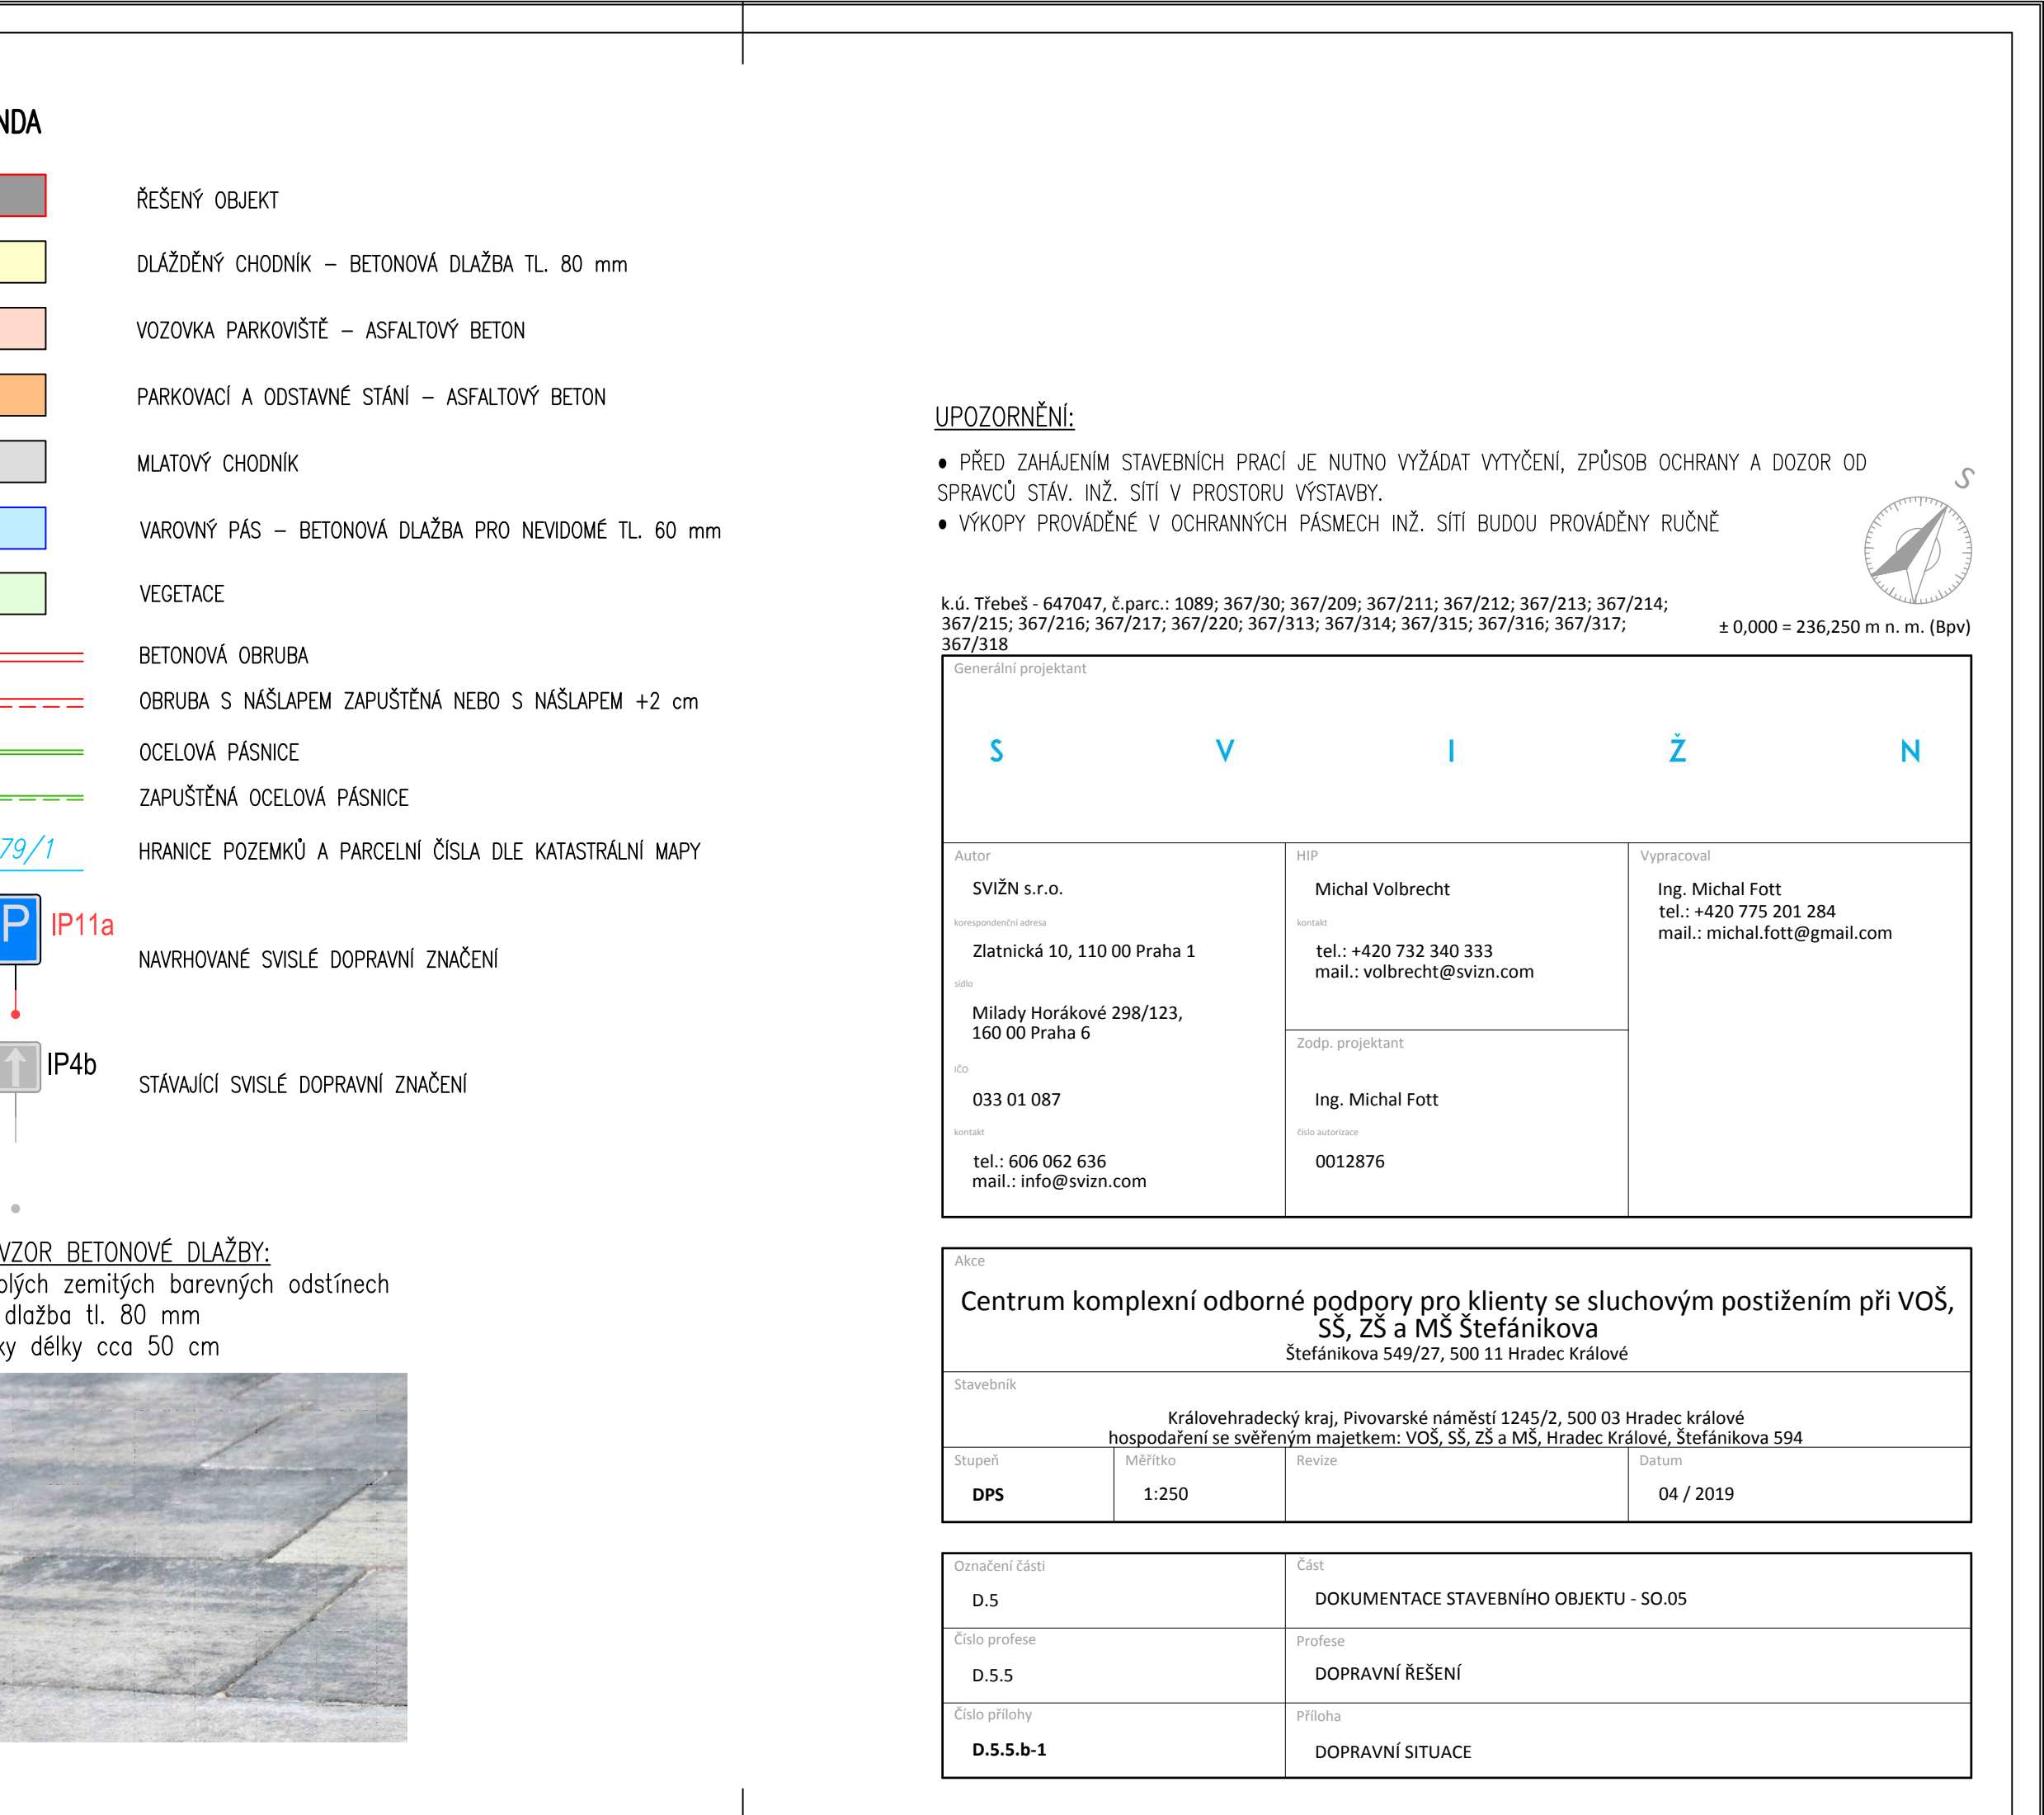 NDA
ŘEŠENÝ OBJEKT
DLÁŽDĚNÝ CHODNÍK – BETONOVÁ DLAŽBA TL. 80 mm
VOZOVKA PARKOVIŠTĚ – ASFALTOVÝ BETON
PARKOVACÍ A ODSTAVNÉ STÁNÍ – ASFALTOVÝ BETON
MLATOVÝ CHODNÍK
VAROVNÝ PÁS – BETONOVÁ DLAŽBA PRO NEVIDOMÉ TL. 60 mm
VEGETACE
BETONOVÁ OBRUBA
OBRUBA S NÁŠLAPEM ZAPUŠTĚNÁ NEBO S NÁŠLAPEM +2 cm
OCELOVÁ PÁSNICE
ZAPUŠTĚNÁ OCELOVÁ PÁSNICE
79/1
HRANICE POZEMKŮ A PARCELNÍ ČÍSLA DLE KATASTRÁLNÍ MAPY
P IP11a
NAVRHOVANÉ SVISLÉ DOPRAVNÍ ZNAČENÍ
IP4b
STÁVAJÍCÍ SVISLÉ DOPRAVNÍ ZNAČENÍ
VZOR BETONOVÉ DLAŽBY:
plých zemitých barevných odstínech
dlažba tl. 80 mm
ky délky cca 50 cm
UPOZORNĚNÍ:
• PŘED ZAHÁJENÍM STAVEBNÍCH PRACÍ JE NUTNO VYŽÁDAT VYTYČENÍ, ZPŮSOB OCHRANY A DOZOR OD
SPRAVCŮ STÁV. INŽ. SÍTÍ V PROSTORU VÝSTAVBY.
• VÝKOPY PROVÁDĚNÉ V OCHRANNÝCH PÁSMECH INŽ. SÍTÍ BUDOU PROVÁDĚNY RUČNĚ
S
k.ú. Třebeš - 647047, č.parc.: 1089; 367/30; 367/209; 367/211; 367/212; 367/213; 367/214;
367/215; 367/216; 367/217; 367/220; 367/313; 367/314; 367/315; 367/316; 367/317;
367/318
± 0,000 = 236,250 m n. m. (Bpv)
Generální projektant
S V I Ž N
Autor
SVIŽN s.r.o.
korespondenční adresa
Zlatnická 10, 110 00 Praha 1
sídlo
Milady Horákové 298/123,
160 00 Praha 6
IČO
033 01 087
kontakt
tel.: 606 062 636
mail.: info@svizn.com
HIP
Michal Volbrecht
kontakt
tel.: +420 732 340 333
mail.: volbrecht@svizn.com
Zodp. projektant
Ing. Michal Fott
číslo autorizace
0012876
Vypracoval
Ing. Michal Fott
tel.: +420 775 201 284
mail.: michal.fott@gmail.com
Akce
Centrum komplexní odborné podpory pro klienty se sluchovým postižením při VOŠ,
SŠ, ZŠ a MŠ Štefánikova
Štefánikova 549/27, 500 11 Hradec Králové
Stavebník
Královehradecký kraj, Pivovarské náměstí 1245/2, 500 03 Hradec králové
hospodaření se svěřeným majetkem: VOŠ, SŠ, ZŠ a MŠ, Hradec Králové, Štefánikova 594
Stupeň
DPS
Měřítko
1:250
Revize
Datum
04 / 2019
Označení části
D.5
Část
DOKUMENTACE STAVEBNÍHO OBJEKTU - SO.05
Číslo profese
D.5.5
Profese
DOPRAVNÍ ŘEŠENÍ
Číslo přílohy
D.5.5.b-1
Příloha
DOPRAVNÍ SITUACE